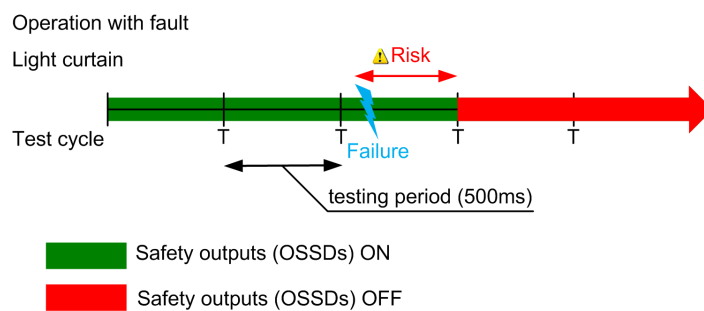 Operation with fault
Light curtain
Risk
Test cycle
T
T
T
T
Failure
testing period (500ms)
Safety outputs (OSSDs) ON
Safety outputs (OSSDs) OFF